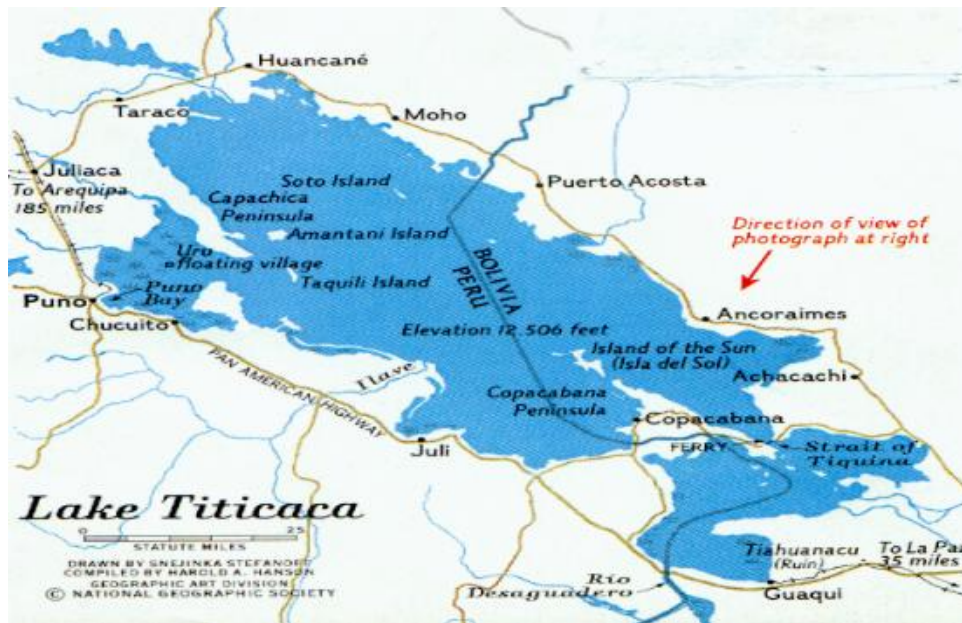 Huancané
Taraco
Moho
Juliaca
To Arequipa
185 miles
Soto Island
Capachica
Peninsula
Amantani Island
Puerto Acosta
Direction of view of
photograph at right
Uru
floating village
Taquili Island
BOLIVIA
PERU
Puno
Puno
Bay
Chucuito
Elevation 12,506 feet
Ancoraimes
Island of the Sun
(Isla del Sol)
Achacachi
PAN AMERICAN HIGHWAY
Ilave
Copacabana
Peninsula
Copacabana
Juli
FERRY
Strait of
Tiquina
Lake Titicaca
0 25
STATUTE MILES
DRAWN BY SNEJINKA STEFANOFF
COMPILED BY HAROLD A. HANSON
GEOGRAPHIC ART DIVISION
© NATIONAL GEOGRAPHIC SOCIETY
Tiahuanacu
(Ruin)
To La Paz
35 miles
Río
Desaguadero
Guaqui